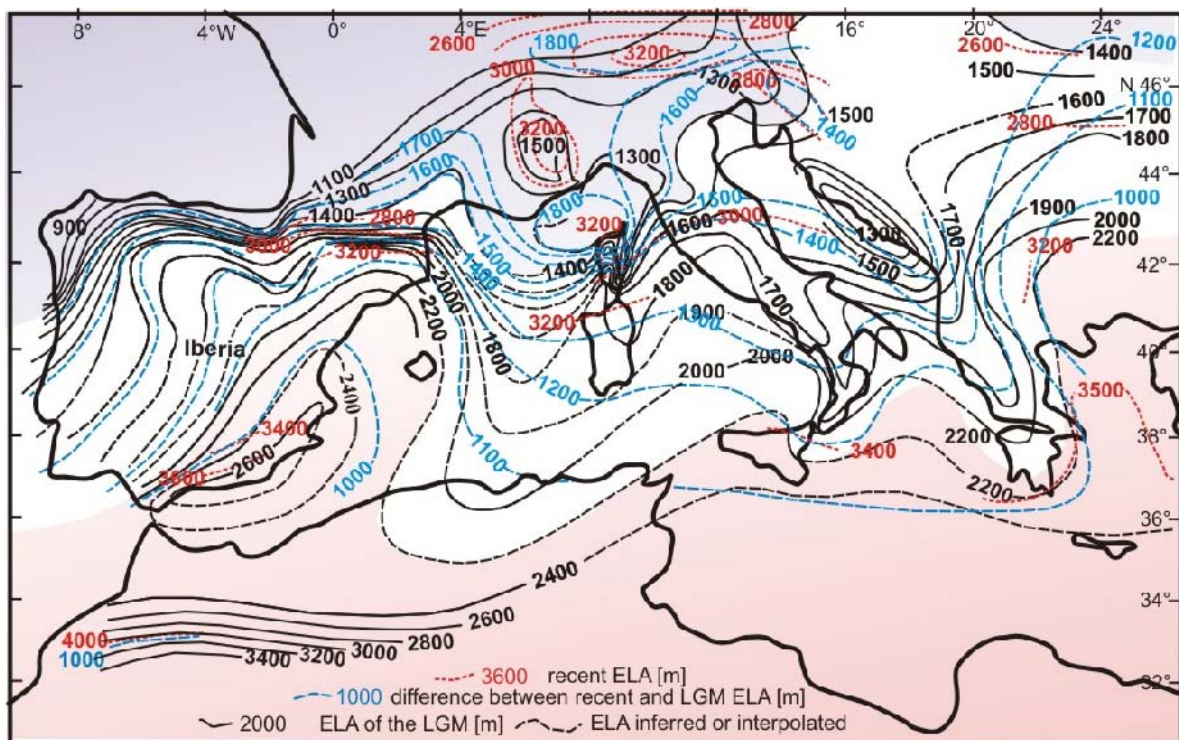 8° 4°W 0° 4°E 16° 20° 24°
2600 1800 3200 2800 2600 1400 1200
3000 1300 2800 1500 N 46°
1600 1500 1600 1100
3200 1400 2800 1700
1500 1800
1700 1300
1100 1600 44°
1300 1800 1500 1000
900 1400 2800 3200 1600 3000 1700 1900
3000 1500 1300 2000
3200 1400 1400 1500 3200 2200
1400 42°
2000 1800 1700
2200 3200 1900 1300
Iberia 1800 2000 40°
2400 1200 2000
3500
3400 3400 2200 38°
3600 2600 1000 1100 2200
36°
2400
34°
2600
4000 2800
1000 3000
3200
3400
3600 recent ELA [m]
32°
1000 difference between recent and LGM ELA [m]
2000 ELA of the LGM [m] ELA inferred or interpolated